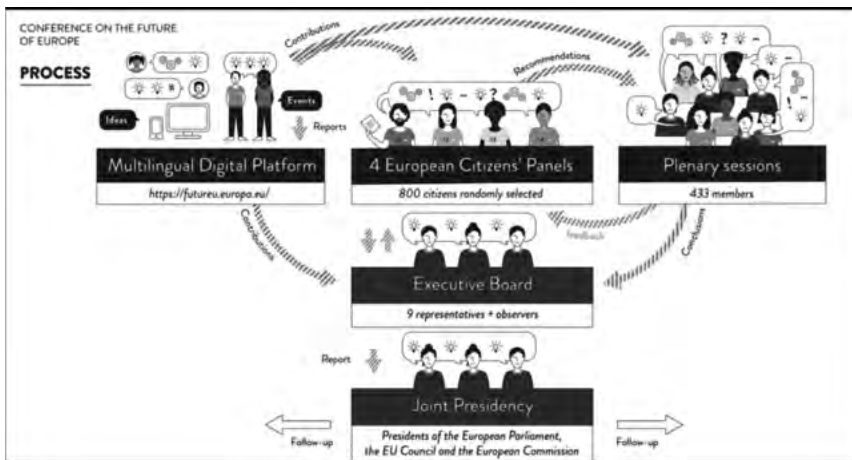 CONFERENCE ON THE FUTURE
OF EUROPE
PROCESS
Ideas
Events
Reports
Contributions
Recommendations
Multilingual Digital Platform
https://futureu.europa.eu/
4 European Citizens' Panels
800 citizens randomly selected
Plenary sessions
433 members
Contributions
Feedback
Conclusions
Executive Board
9 representatives + observers
Report
Joint Presidency
Presidents of the European Parliament,
the EU Council and the European Commission
Follow-up
Follow-up